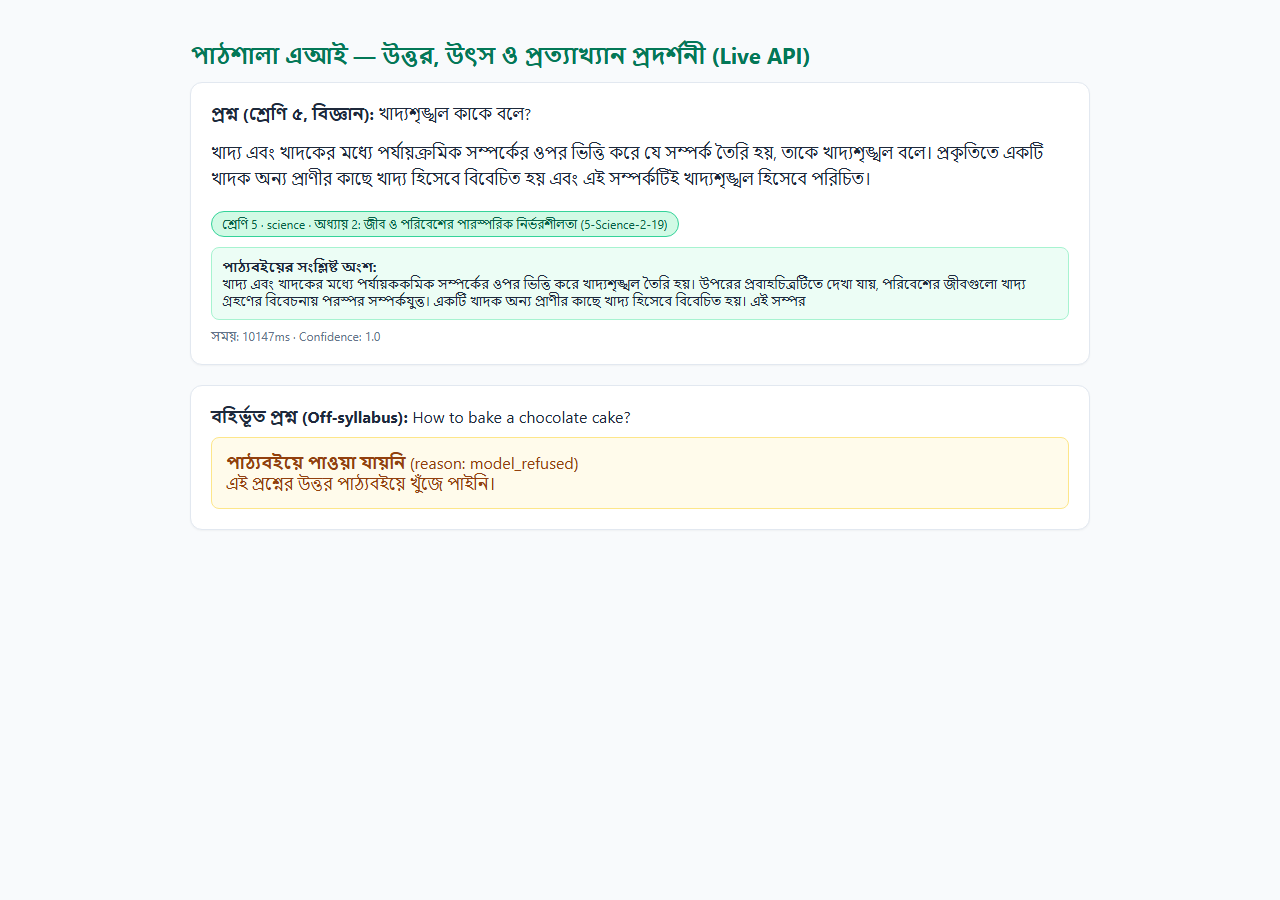 পাঠশালা এআই — উত্তর, উৎস ও প্রত্যাখ্যান প্রদর্শনী (Live API)
প্রশ্ন (শ্রেণি ৫, বিজ্ঞান): খাদ্যশৃঙ্খল কাকে বলে?
খাদ্য এবং খাদকের মধ্যে পর্যায়ক্রমিক সম্পর্কের ওপর ভিত্তি করে যে সম্পর্ক তৈরি হয়, তাকে খাদ্যশৃঙ্খল বলে। প্রকৃতিতে একটি
খাদক অন্য প্রাণীর কাছে খাদ্য হিসেবে বিবেচিত হয় এবং এই সম্পর্কটিই খাদ্যশৃঙ্খল হিসেবে পরিচিত।
শ্রেণি 5 · science · অধ্যায় 2: জীব ও পরিবেশের পারস্পরিক নির্ভরশীলতা (5-Science-2-19)
পাঠ্যবইয়ের সংশ্লিষ্ট অংশ:
খাদ্য এবং খাদকের মধ্যে পর্যায়ককমিক সম্পর্কের ওপর ভিত্তি করে খাদ্যশৃঙ্খল তৈরি হয়। উপরের প্রবাহচিত্রটিতে দেখা যায়, পরিবেশের জীবগুলো খাদ্য
গ্রহণের বিবেচনায় পরস্পর সম্পর্কযুক্ত। একটি খাদক অন্য প্রাণীর কাছে খাদ্য হিসেবে বিবেচিত হয়। এই সম্পর
সময়: 10147ms · Confidence: 1.0
বহির্ভূত প্রশ্ন (Off-syllabus): How to bake a chocolate cake?
পাঠ্যবইয়ে পাওয়া যায়নি (reason: model_refused)
এই প্রশ্নের উত্তর পাঠ্যবইয়ে খুঁজে পাইনি।